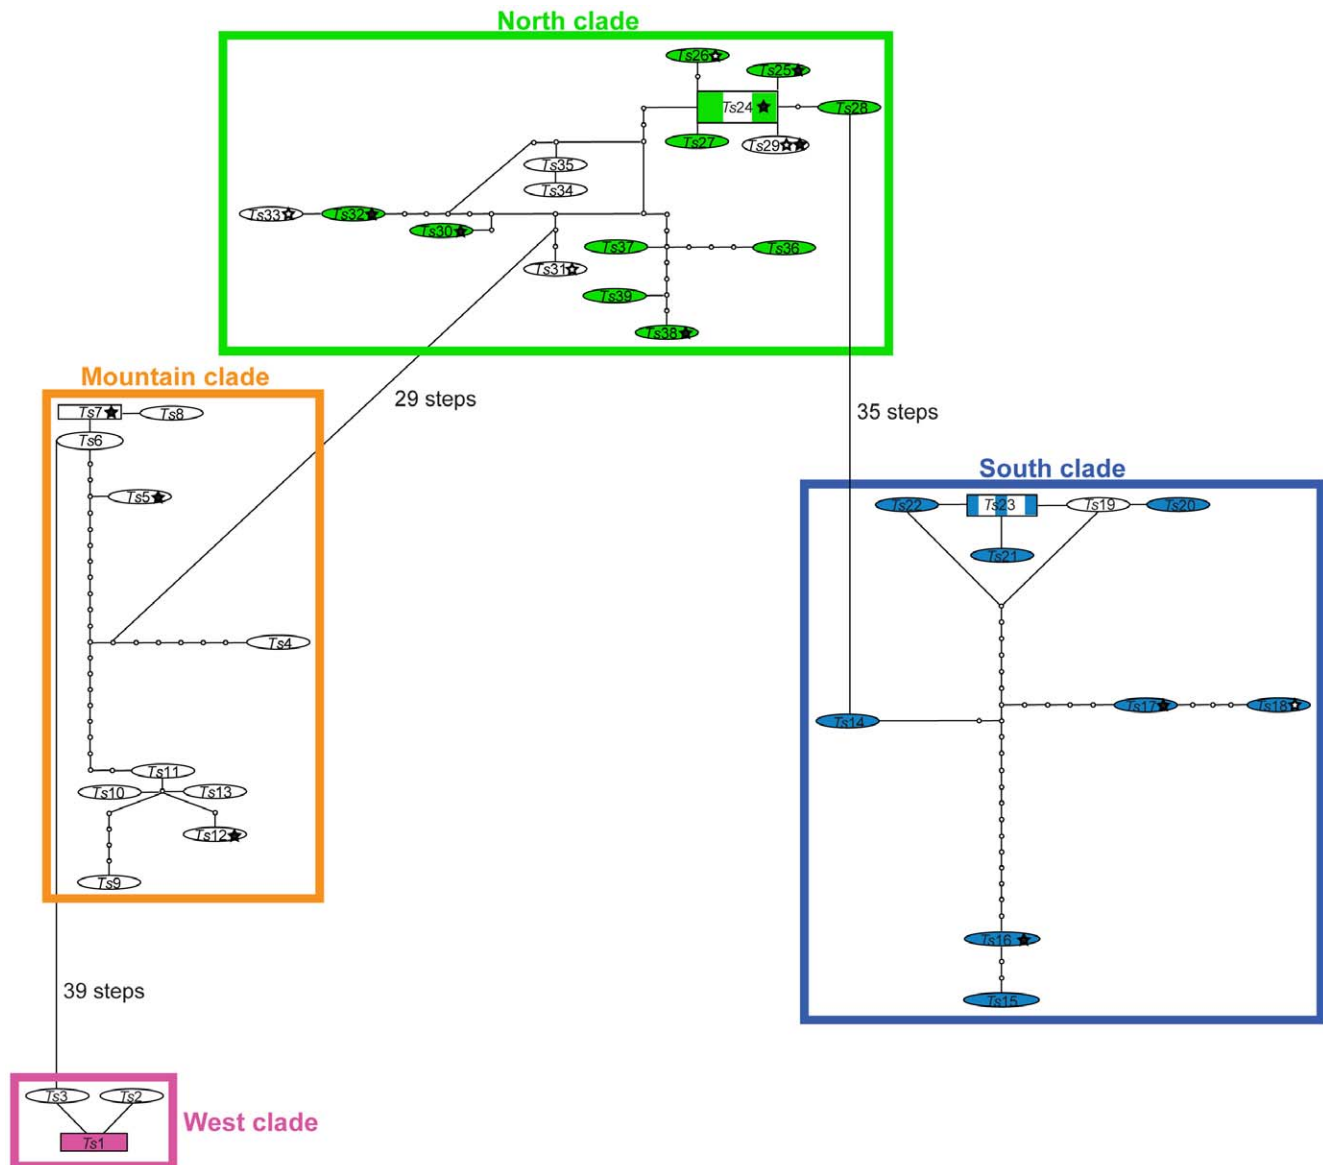 North clade
Ts26
Ts25
Ts24
Ts28
Ts27
Ts29
Ts35
Ts34
Ts33
Ts32
Ts30
Ts37
Ts36
Ts31
Ts39
Ts38
Mountain clade
29 steps
Ts7
Ts8
35 steps
Ts6
South clade
Ts5
Ts22
Ts23
Ts19
Ts20
Ts21
Ts4
Ts17
Ts18
Ts14
Ts11
Ts10
Ts13
Ts12
Ts9
Ts16
39 steps
Ts15
Ts3
Ts2
West clade
Ts1